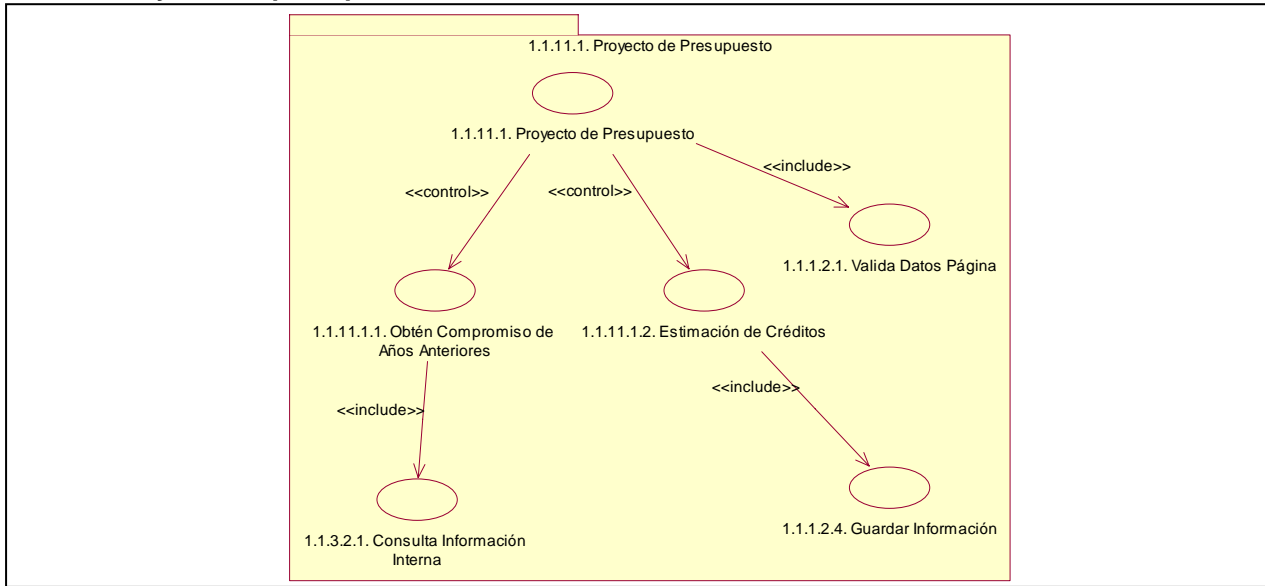 1.1.11.1. Proyecto de Presupuesto
1.1.11.1. Proyecto de Presupuesto
<<include>>
<<control>>
<<control>>
1.1.1.2.1. Valida Datos Página
1.1.11.1.1. Obtén Compromiso de
Años Anteriores
1.1.11.1.2. Estimación de Créditos
<<include>>
<<include>>
1.1.1.2.4. Guardar Información
1.1.3.2.1. Consulta Información
Interna